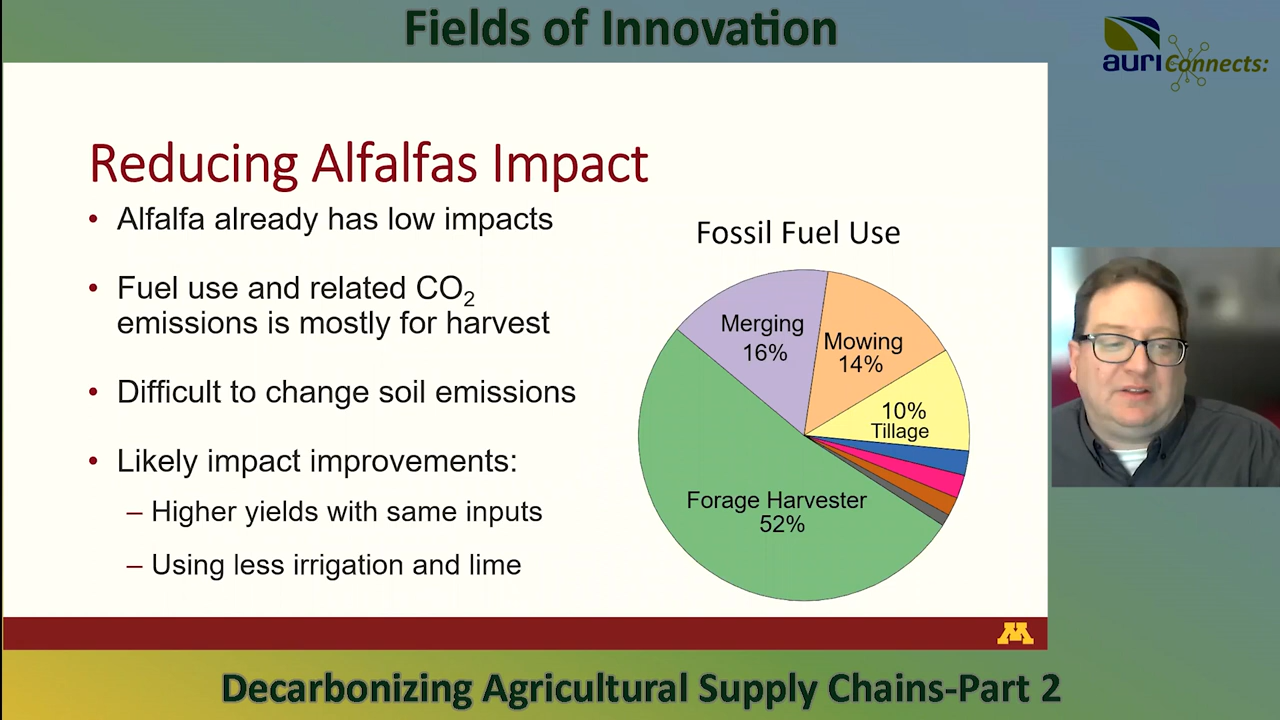 Fields of Innovation
auri Connects:
Reducing Alfalfas Impact
• Alfalfa already has low impacts
• Fuel use and related CO₂
emissions is mostly for harvest
• Difficult to change soil emissions
• Likely impact improvements:
– Higher yields with same inputs
– Using less irrigation and lime
Fossil Fuel Use
Merging
16%
Mowing
14%
10%
Tillage
Forage Harvester
52%
M
Decarbonizing Agricultural Supply Chains-Part 2